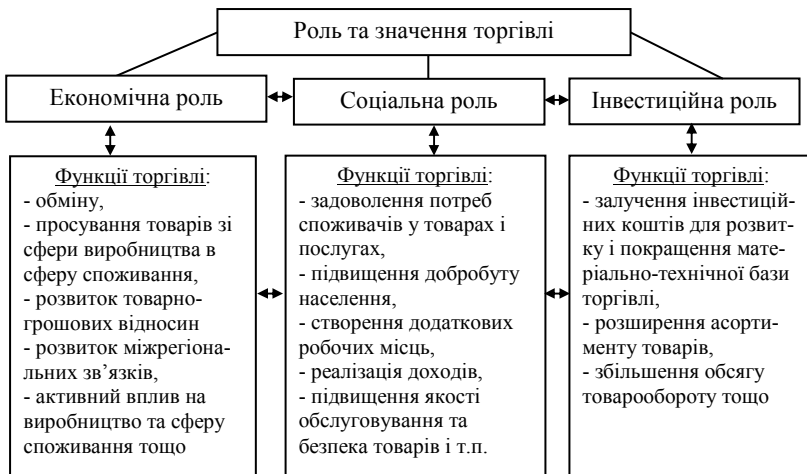 Роль та значення торгівлі
Економічна роль
Соціальна роль
Інвестиційна роль
Функції торгівлі:
- обміну,
- просування товарів зі
сфери виробництва в
сферу споживання,
- розвиток товарно-
грошових відносин
- розвиток міжрегіона-
льних зв’язків,
- активний вплив на
виробництво та сферу
споживання тощо
Функції торгівлі:
- задоволення потреб
споживачів у товарах і
послугах,
- підвищення добробуту
населення,
- створення додаткових
робочих місць,
- реалізація доходів,
- підвищення якості
обслуговування та
безпека товарів і т.п.
Функції торгівлі:
- залучення інвестицій-
них коштів для розвит-
ку і покращення мате-
ріально-технічної бази
торгівлі,
- розширення асорти-
менту товарів,
- збільшення обсягу
товарообороту тощо